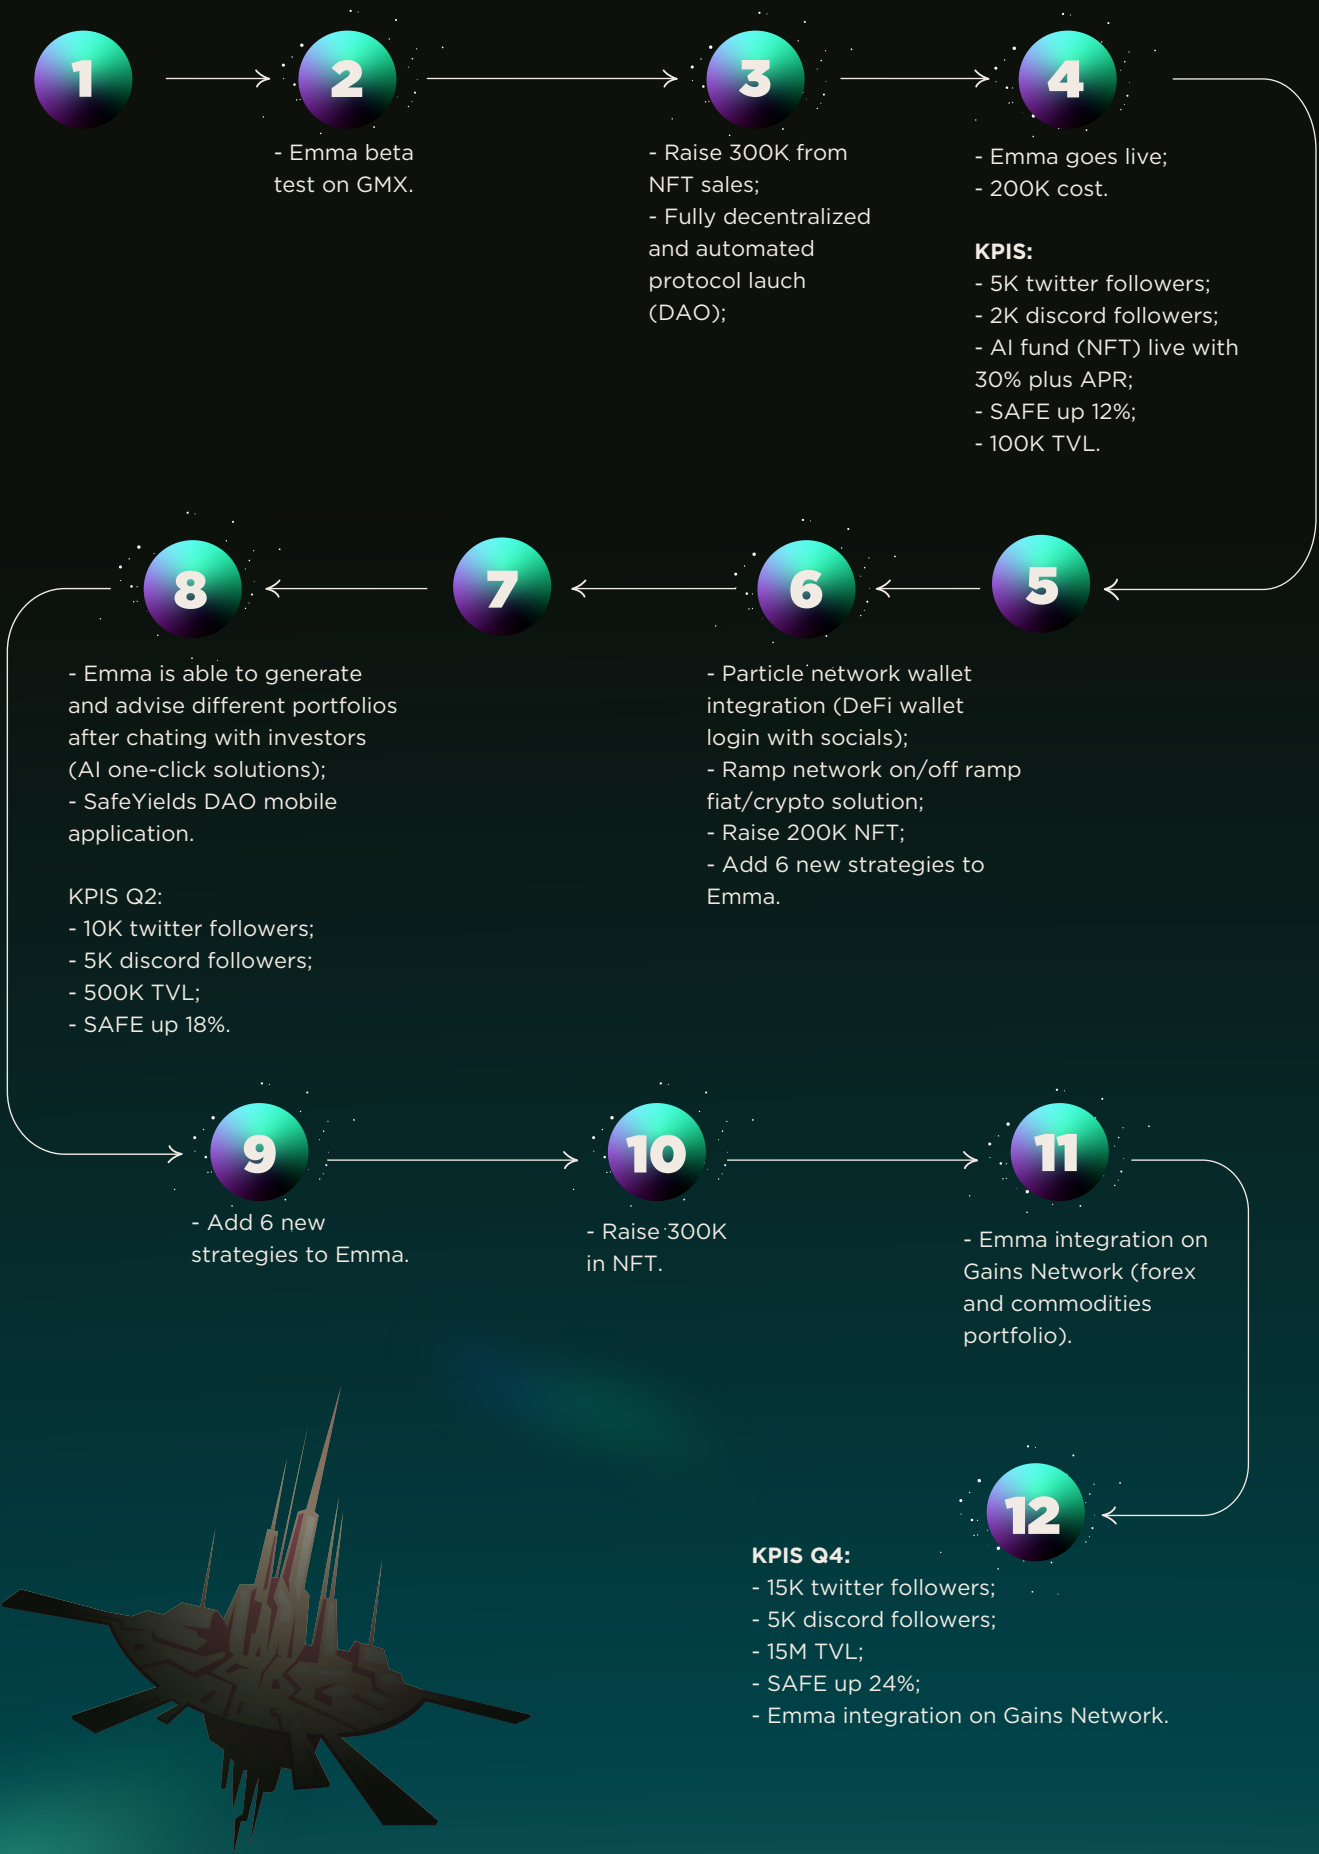 1
2
- Emma beta
test on GMX.
3
- Raise 300K from
NFT sales;
- Fully decentralized
and automated
protocol lauch
(DAO);
4
- Emma goes live;
- 200K cost.
KPIS:
- 5K twitter followers;
- 2K discord followers;
- AI fund (NFT) live with
30% plus APR;
- SAFE up 12%;
- 100K TVL.
5
6
- Particle network wallet
integration (DeFi wallet
login with socials);
- Ramp network on/off ramp
fiat/crypto solution;
- Raise 200K NFT;
- Add 6 new strategies to
Emma.
7
8
- Emma is able to generate
and advise different portfolios
after chating with investors
(AI one-click solutions);
- SafeYields DAO mobile
application.
KPIS Q2:
- 10K twitter followers;
- 5K discord followers;
- 500K TVL;
- SAFE up 18%.
9
- Add 6 new
strategies to Emma.
10
- Raise 300K
in NFT.
11
- Emma integration on
Gains Network (forex
and commodities
portfolio).
12
KPIS Q4:
- 15K twitter followers;
- 5K discord followers;
- 15M TVL;
- SAFE up 24%;
- Emma integration on Gains Network.